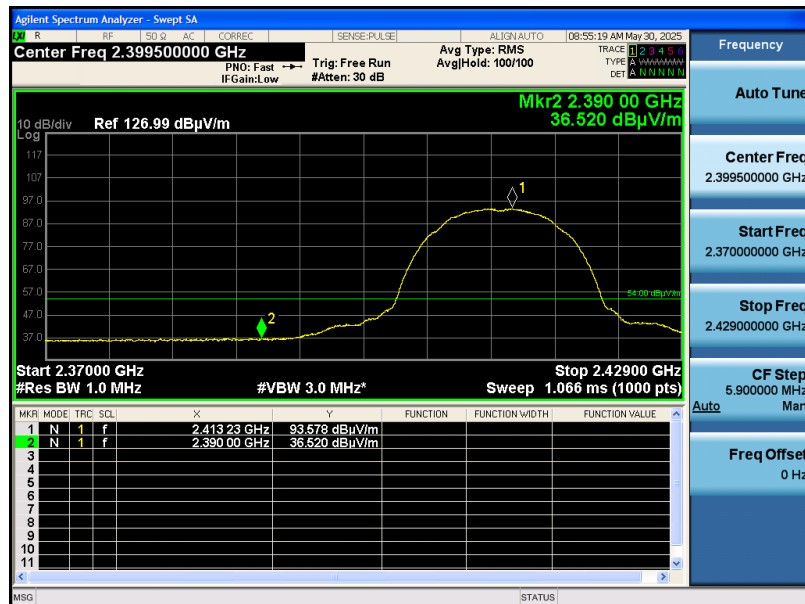 Agilent Spectrum Analyzer - Swept SA
LXI R RF 50 Ω AC CORREC SENSE:PULSE ALIGN AUTO 08:55:19 AM May 30, 2025
Center Freq 2.399500000 GHz
PNO: Fast
IFGain:Low
Trig: Free Run
#Atten: 30 dB
Avg Type: RMS
Avg|Hold: 100/100
TRACE 1 2 3 4 5 6
TYPE A WWWWW
DET A N N N N N
Mkr2 2.390 00 GHz
36.520 dBµV/m
10 dB/div Ref 126.99 dBµV/m
Log
117
107
97.0
87.0
77.0
67.0
57.0
47.0
37.0
1
2
54.00 dBµV/m
Start 2.37000 GHz Stop 2.42900 GHz
#Res BW 1.0 MHz #VBW 3.0 MHz* Sweep 1.066 ms (1000 pts)
MKR MODE TRC SCL X Y FUNCTION FUNCTION WIDTH FUNCTION VALUE
1 N 1 f 2.413 23 GHz 93.578 dBµV/m
2 N 1 f 2.390 00 GHz 36.520 dBµV/m
3
4
5
6
7
8
9
10
11
MSG STATUS
Frequency
Auto Tune
Center Freq
2.399500000 GHz
Start Freq
2.370000000 GHz
Stop Freq
2.429000000 GHz
CF Step
5.900000 MHz
Auto Man
Freq Offset
0 Hz